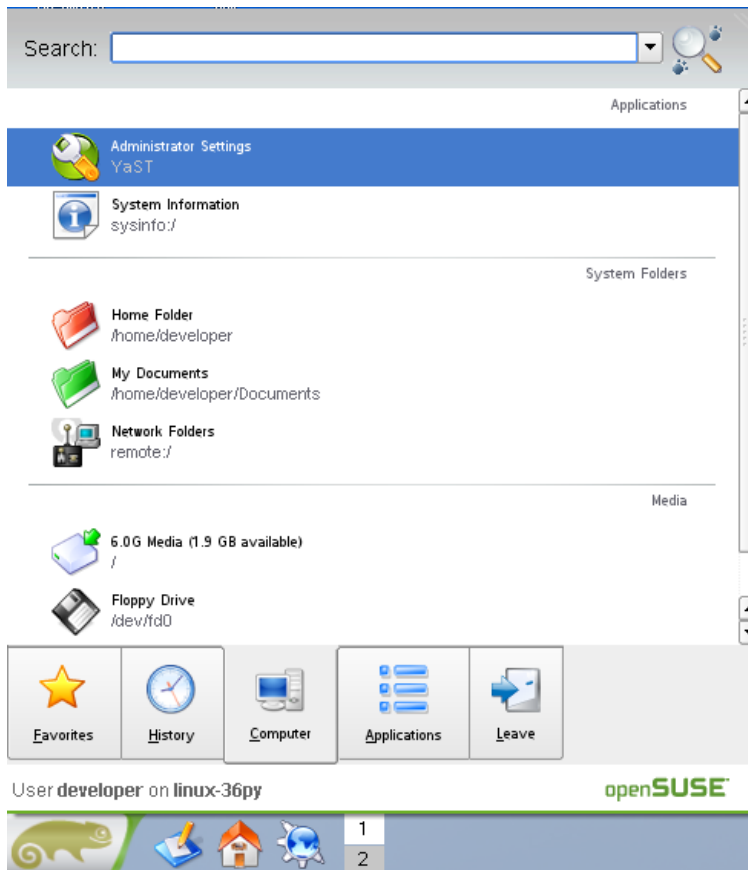 Search:
Applications
Administrator Settings
YaST
System Information
sysinfo:/
System Folders
Home Folder
/home/developer
My Documents
/home/developer/Documents
Network Folders
remote:/
Media
6.0G Media (1.9 GB available)
/
Floppy Drive
/dev/fd0
Favorites History Computer Applications Leave
User developer on linux-36py openSUSE
1
2